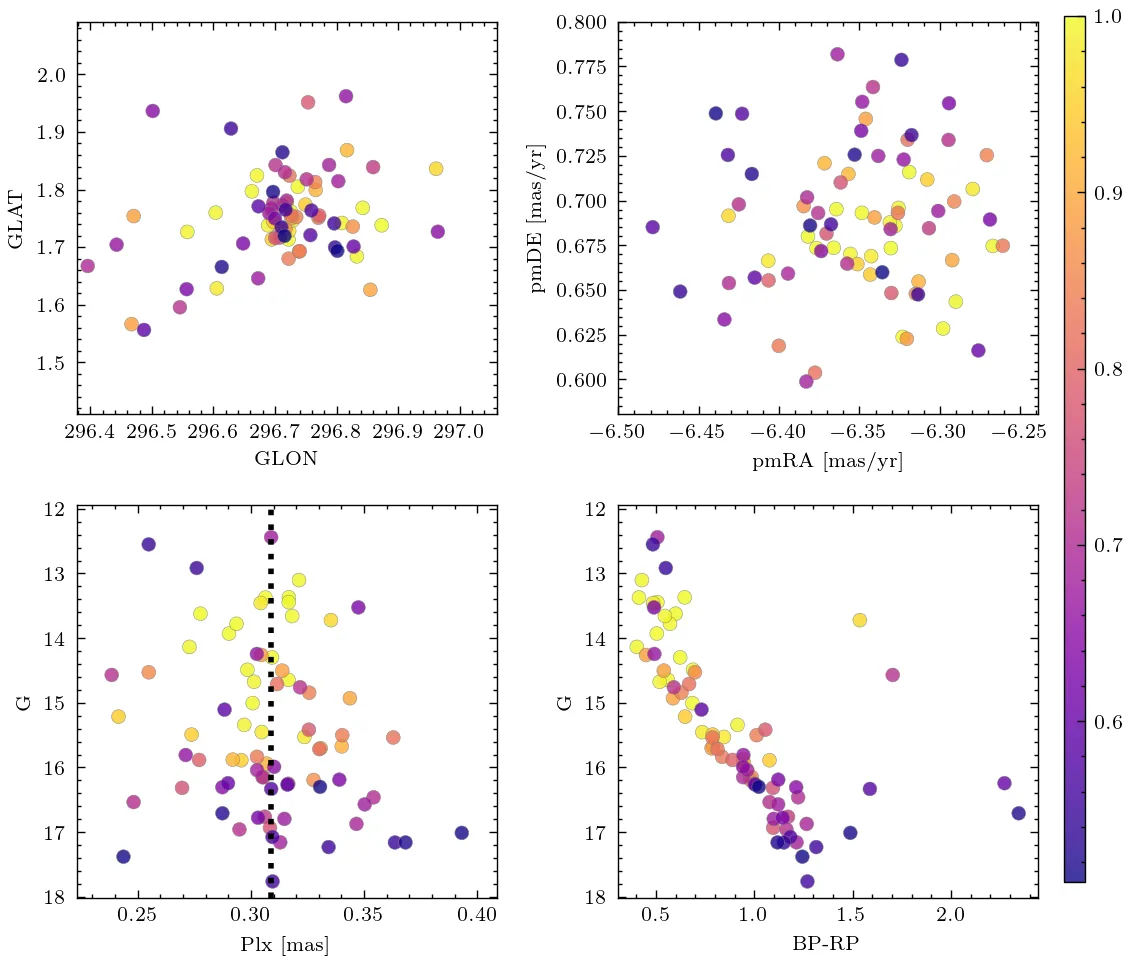 2.0
1.9
1.8
1.7
1.6
1.5
GLAT
296.4 296.5 296.6 296.7 296.8 296.9 297.0
GLON
0.800
0.775
0.750
0.725
0.700
0.675
0.650
0.625
0.600
pmDE [mas/yr]
−6.50 −6.45 −6.40 −6.35 −6.30 −6.25
pmRA [mas/yr]
1.0
0.9
0.8
0.7
0.6
12
13
14
15
16
17
18
G
0.25 0.30 0.35 0.40
Plx [mas]
12
13
14
15
16
17
18
G
0.5 1.0 1.5 2.0
BP-RP